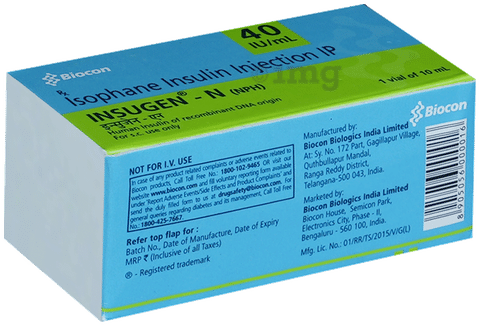 Biocon
40
IU/mL
Rx
Isophane Insulin Injection IP
INSUGEN® - N (NPH)
इन्सुजेन - एन
Human Insulin of recombinant DNA origin
For s.c. use only
1 vial of 10 mL
1mg
NOT FOR I.V. USE
In case of any product related complaints or adverse events related to
Biocon products, Call Toll Free No.: 1800-102-9465 OR visit our
website www.biocon.com and fill voluntary reporting form available
under 'Report Adverse Events/Side Effects and Product Complaints' and
send the duly filled form to us at drugsafety@biocon.com. For
general queries regarding diabetes and its management, Call Toll Free
No.: 1800-425-7667.
Refer top flap for :
Batch No., Date of Manufacture, Date of Expiry
MRP ₹ (Inclusive of all Taxes)
® - Registered trademark
Biocon
Manufactured by:
Biocon Biologics India Limited
At: Sy. No. 172 Part, Gagillapur Village,
Outhbullapur Mandal,
Ranga Reddy District,
Telangana-500 043, India.
Biocon Biologics India Limited
Biocon House, Semicon Park,
Electronics City, Phase - II,
Bengaluru - 560 100, India.
Mfg. Lic. No.: 01/RR/TS/2015/V/G(L)
8 905036 000016